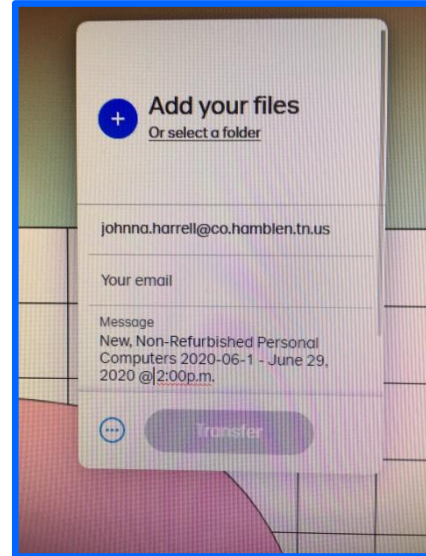 Add your files
Or select a folder
johnna.harrell@co.hamblen.tn.us
Your email
Message
New, Non-Refurbished Personal
Computers 2020-06-1 - June 29,
2020 @2:00p.m.
Transfer